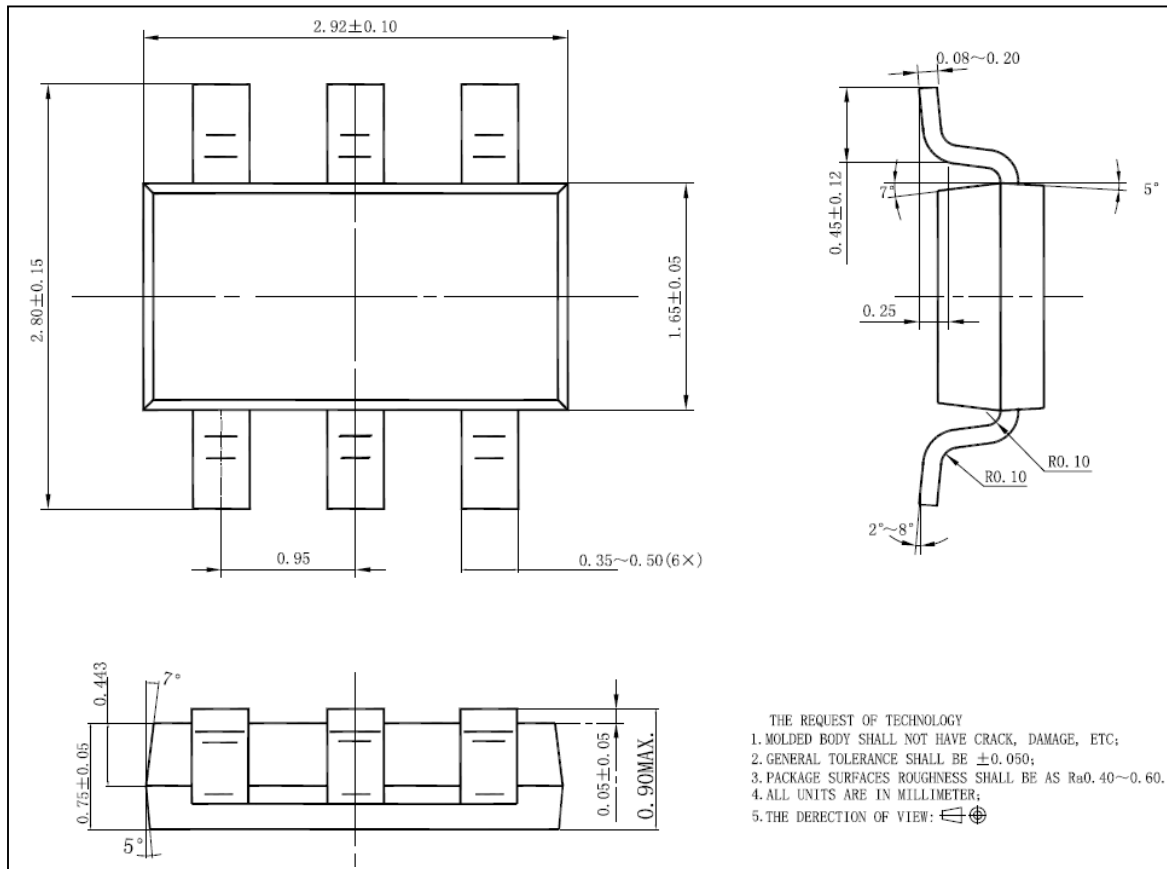 2.92±0.10
0.08~0.20
2.80±0.15
1.65±0.05
0.45±0.12
7°
5°
0.25
R0.10
R0.10
2°~8°
0.95
0.35~0.50(6×)
0.443
7°
0.75±0.05
5°
0.05±0.05
0.90MAX.
THE REQUEST OF TECHNOLOGY
1. MOLDED BODY SHALL NOT HAVE CRACK, DAMAGE, ETC;
2. GENERAL TOLERANCE SHALL BE ±0.050;
3. PACKAGE SURFACES ROUGHNESS SHALL BE AS Ra0.40~0.60.
4. ALL UNITS ARE IN MILLIMETER;
5. THE DERECTION OF VIEW: